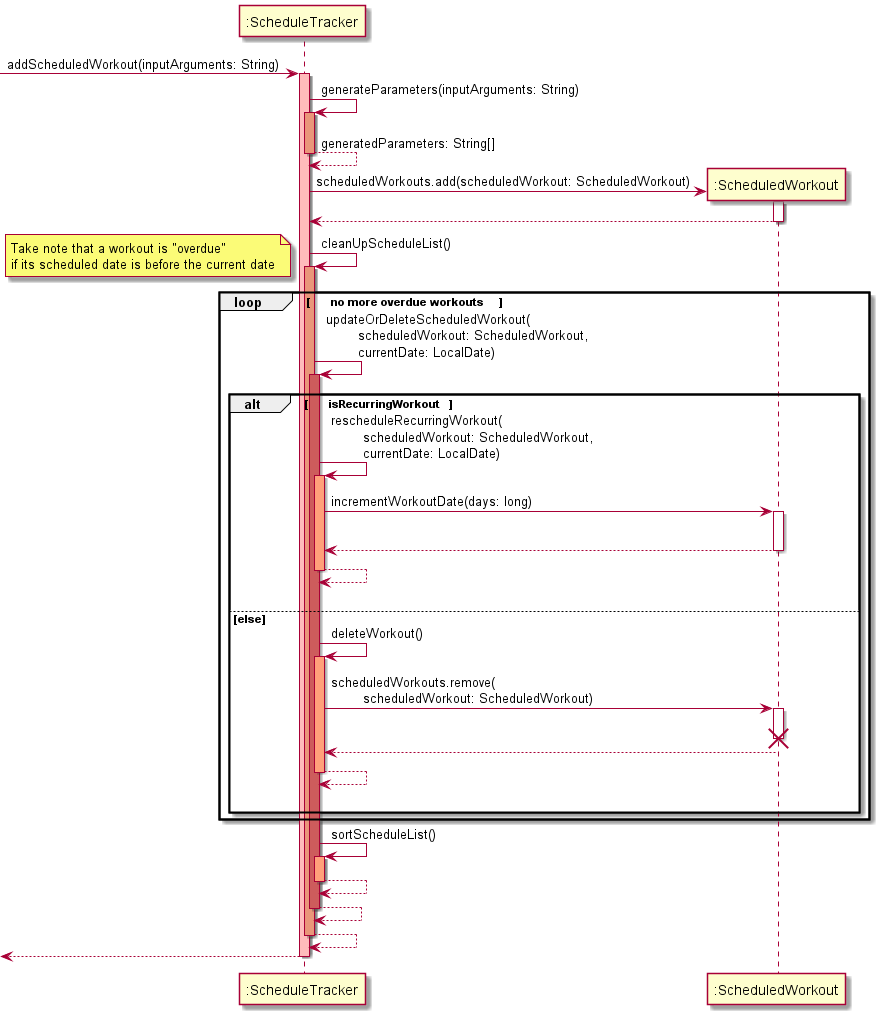 :ScheduleTracker
addScheduledWorkout(inputArguments: String)
generateParameters(inputArguments: String)
generatedParameters: String[]
scheduledWorkouts.add(scheduledWorkout: ScheduledWorkout)
:ScheduledWorkout
cleanUpScheduleList()
Take note that a workout is "overdue"
if its scheduled date is before the current date
loop [ no more overdue workouts ]
updateOrDeleteScheduledWorkout(
scheduledWorkout: ScheduledWorkout,
currentDate: LocalDate)
alt [ isRecurringWorkout ]
rescheduleRecurringWorkout(
scheduledWorkout: ScheduledWorkout,
currentDate: LocalDate)
incrementWorkoutDate(days: long)
[else]
deleteWorkout()
scheduledWorkouts.remove(
scheduledWorkout: ScheduledWorkout)
sortScheduleList()
:ScheduleTracker
:ScheduledWorkout